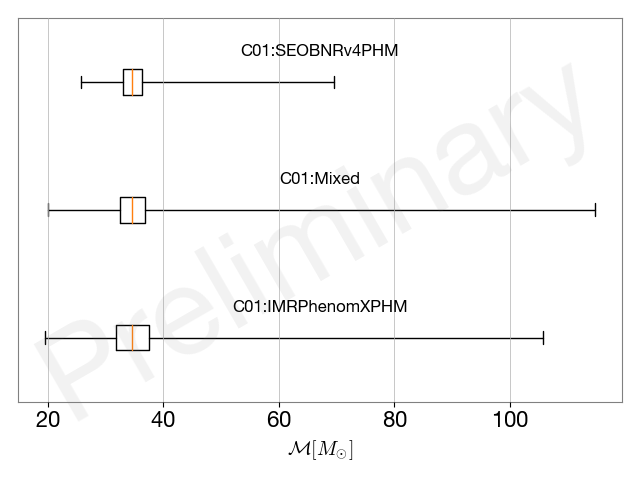 C01:SEOBNRv4PHM
C01:Mixed
C01:IMRPhenomXPHM
Preliminary
20 40 60 80 100
ℳ[M⊙]